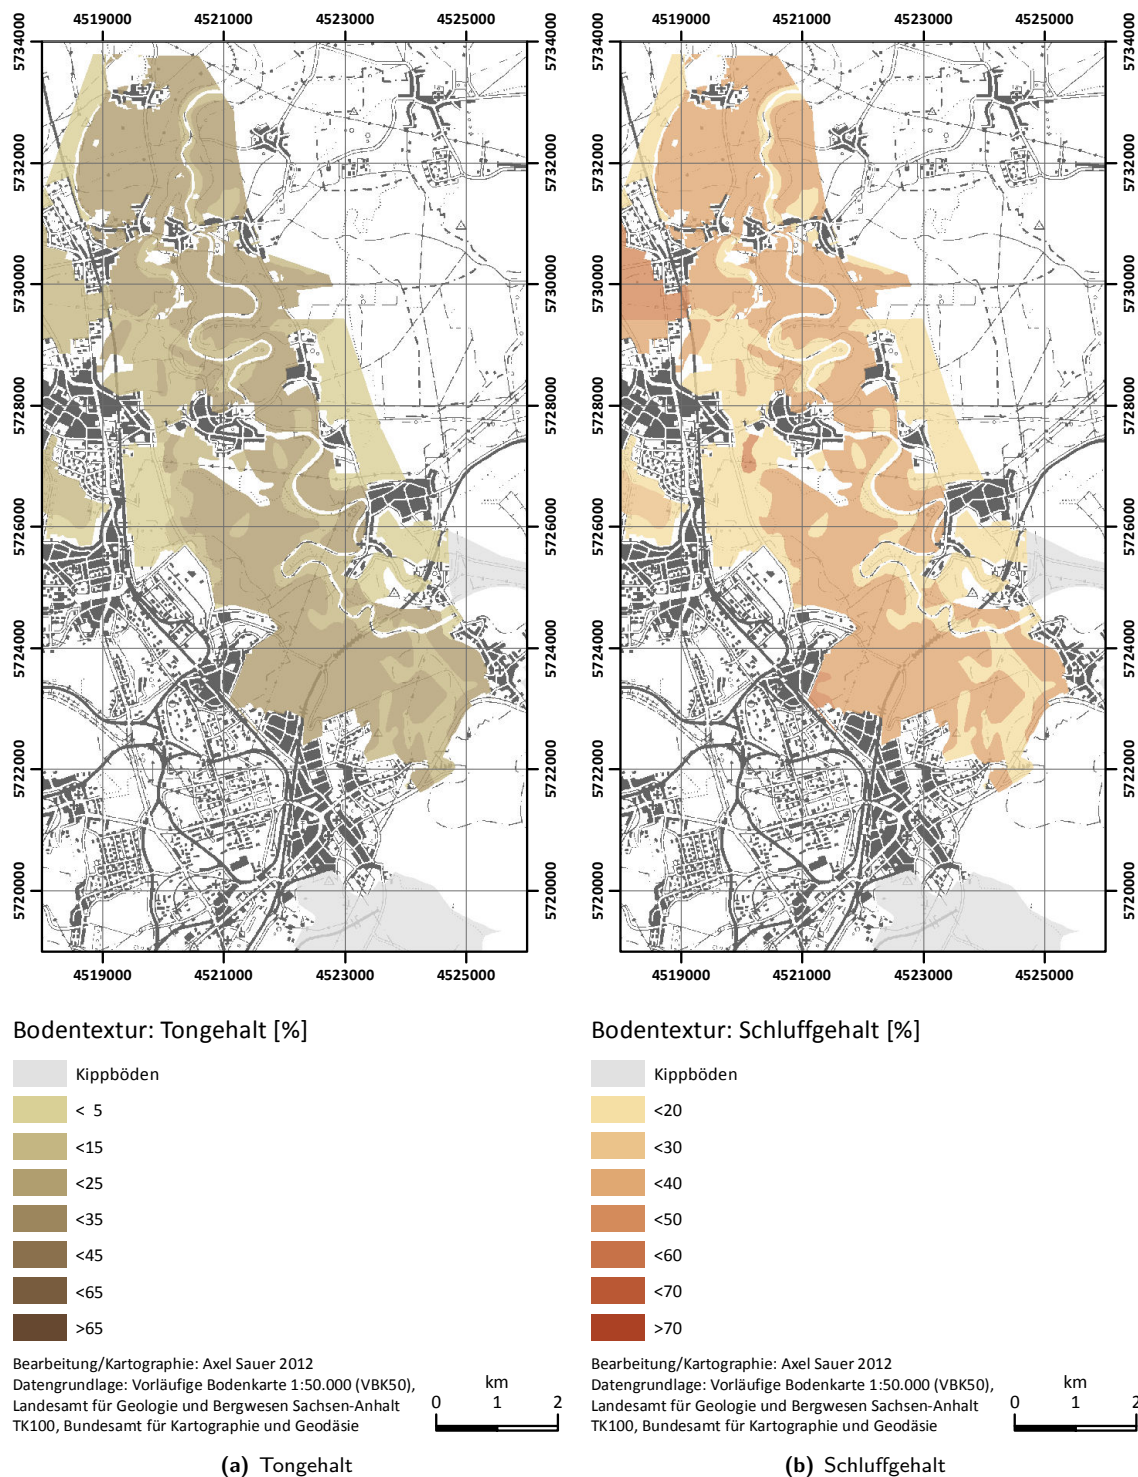 4519000 4521000 4523000 4525000 4519000 4521000 4523000 4525000
5734000 5734000 5734000 5734000
5732000 5732000 5732000 5732000
5730000 5730000 5730000 5730000
5728000 5728000 5728000 5728000
5726000 5726000 5726000 5726000
5724000 5724000 5724000 5724000
5722000 5722000 5722000 5722000
5720000 5720000 5720000 5720000
4519000 4521000 4523000 4525000 4519000 4521000 4523000 4525000
Bodentextur: Tongehalt [%]
Kippböden
< 5
<15
<25
<35
<45
<65
>65
Bearbeitung/Kartographie: Axel Sauer 2012
Datengrundlage: Vorläufige Bodenkarte 1:50.000 (VBK50),
Landesamt für Geologie und Bergwesen Sachsen-Anhalt
TK100, Bundesamt für Kartographie und Geodäsie
km
0 1 2
(a) Tongehalt
Bodentextur: Schluffgehalt [%]
Kippböden
<20
<30
<40
<50
<60
<70
>70
Bearbeitung/Kartographie: Axel Sauer 2012
Datengrundlage: Vorläufige Bodenkarte 1:50.000 (VBK50),
Landesamt für Geologie und Bergwesen Sachsen-Anhalt
TK100, Bundesamt für Kartographie und Geodäsie
km
0 1 2
(b) Schluffgehalt